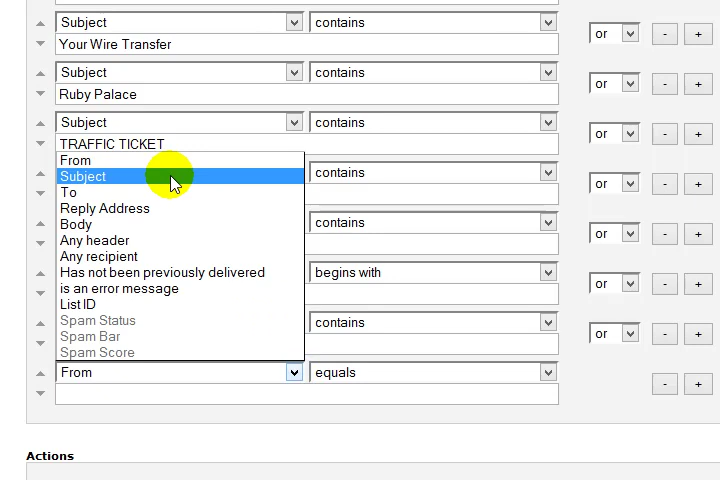 Subject contains
Your Wire Transfer or - +
Subject contains
Ruby Palace or - +
Subject contains
TRAFFIC TICKET or - +
From
Subject contains
To or - +
Reply Address
Body contains
Any header or - +
Any recipient
Has not been previously delivered begins with
is an error message or - +
List ID
Spam Status contains
Spam Bar or - +
Spam Score
From equals
- +
Actions